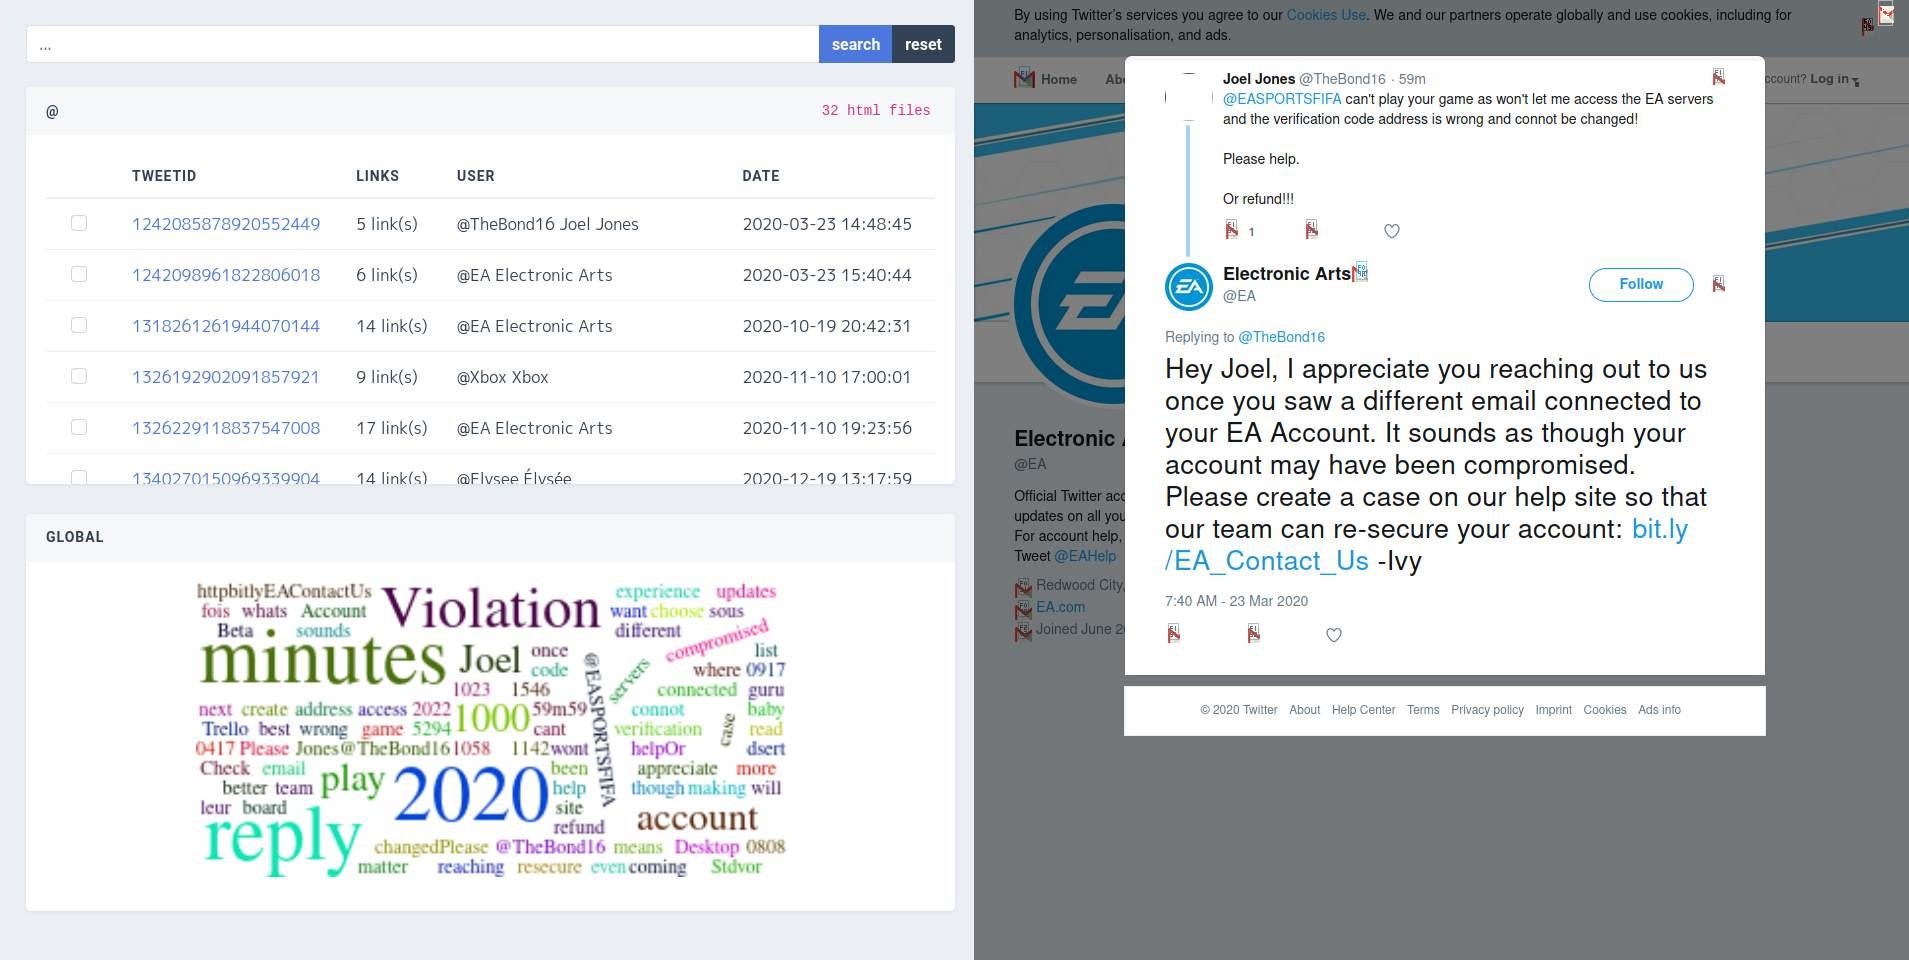 ...
search
reset
@
32 html files
TWEETID LINKS USER DATE
1242085878920552449 5 link(s) @TheBond16 Joel Jones 2020-03-23 14:48:45
1242098961822806018 6 link(s) @EA Electronic Arts 2020-03-23 15:40:44
1318261261944070144 14 link(s) @EA Electronic Arts 2020-10-19 20:42:31
1326192902091857921 9 link(s) @Xbox Xbox 2020-11-10 17:00:01
1326229118837547008 17 link(s) @EA Electronic Arts 2020-11-10 19:23:56
1340270150969339904 14 link(s) @Elysee Élysée 2020-12-19 13:17:59
GLOBAL
httpbitlyEAContactUs Violation experience updates
fois whats Account want choose sous
Beta sounds different compromised
minutes Joel once servers list
code where 0917
1023 1546 @EASPORTSFIFA connected guru
next create address access 2022 1000 59m59 connot baby
Trello best wrong game 5294 cant verification case read
0417 Please Jones@TheBond16 1058 1142 wont helpOr dsert
Check email play 2020 been appreciate more
better team help though making will
leur board site
reply refund account
changedPlease @TheBond16 means Desktop 0808
matter reaching resecure even coming Stdvor
By using Twitter's services you agree to our Cookies Use. We and our partners operate globally and use cookies, including for
analytics, personalisation, and ads.
Home Abo
ccount? Log in
Joel Jones @TheBond16 · 59m
@EASPORTSFIFA can't play your game as won't let me access the EA servers
and the verification code address is wrong and connot be changed!
Please help.
Or refund!!!
1
EA
Electronic Arts
@EA
Follow
Replying to @TheBond16
Hey Joel, I appreciate you reaching out to us
once you saw a different email connected to
your EA Account. It sounds as though your
account may have been compromised.
Please create a case on our help site so that
our team can re-secure your account: bit.ly
/EA_Contact_Us -Ivy
7:40 AM - 23 Mar 2020
© 2020 Twitter About Help Center Terms Privacy policy Imprint Cookies Ads info
Electronic A
@EA
Official Twitter acc
updates on all you
For account help,
Tweet @EAHelp
Redwood City,
EA.com
Joined June 20